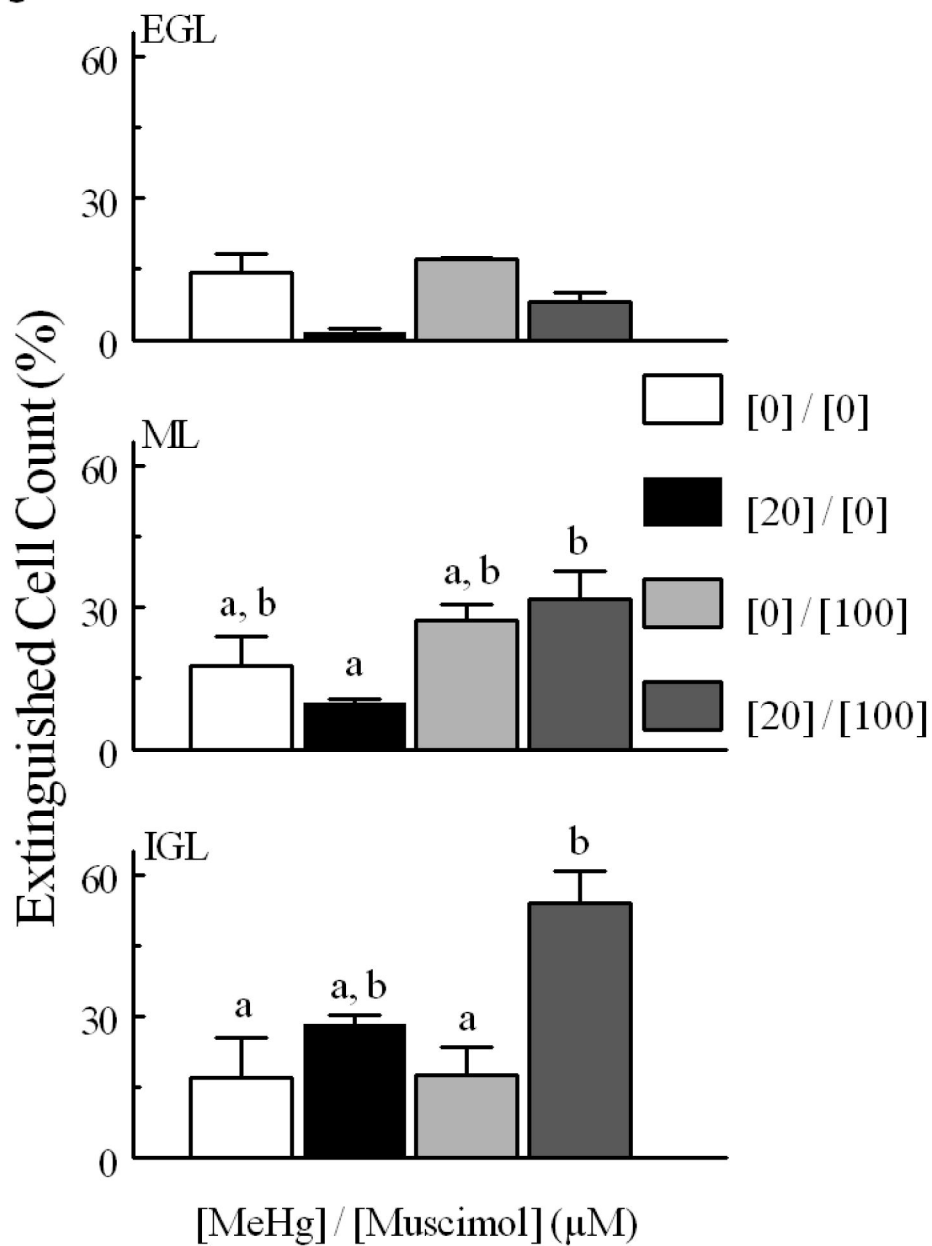 EGL
60
30
0
Extinguished Cell Count (%)
ML
60
30
0
a, b
a
a, b
b
[0] / [0]
[20] / [0]
[0] / [100]
[20] / [100]
IGL
60
30
0
a
a, b
a
b
[MeHg] / [Muscimol] (µM)